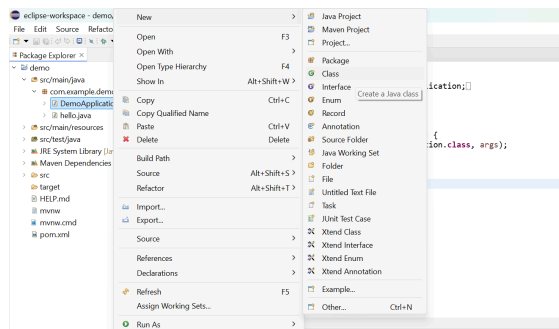 eclipse-workspace - demo/
File Edit Source Refacto
Package Explorer ×
demo
src/main/java
com.example.demo
DemoApplicatio
hello.java
src/main/resources
src/test/java
JRE System Library [Ja
Maven Dependencies
src
target
HELP.md
mvnw
mvnw.cmd
pom.xml
New >
Open F3
Open With >
Open Type Hierarchy F4
Show In Alt+Shift+W >
Copy Ctrl+C
Copy Qualified Name
Paste Ctrl+V
Delete Delete
Build Path >
Source Alt+Shift+S >
Refactor Alt+Shift+T >
Import...
Export...
Source >
References >
Declarations >
Refresh F5
Assign Working Sets...
Run As >
Java Project
Maven Project
Project...
Package
Class
Interface
Create a Java class
Enum
Record
Annotation
Source Folder
Java Working Set
Folder
File
Untitled Text File
Task
JUnit Test Case
Xtend Class
Xtend Interface
Xtend Enum
Xtend Annotation
Example...
Other... Ctrl+N
ication;
{
ion.class, args);